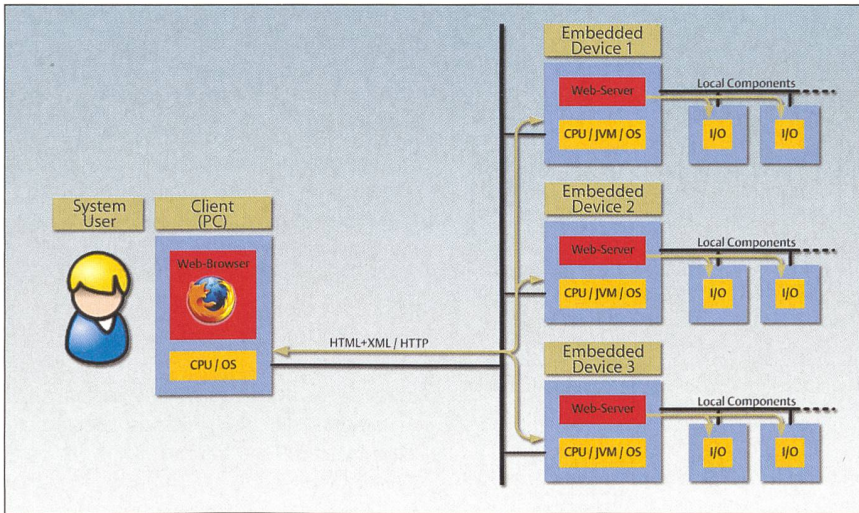 Embedded
Device 1
Web-Server
CPU / JVM / OS
Local Components
I/O
I/O
System
User
Client
(PC)
Web-Browser
CPU / OS
HTML+XML / HTTP
Embedded
Device 2
Web-Server
CPU / JVM / OS
Local Components
I/O
I/O
Embedded
Device 3
Web-Server
CPU / JVM / OS
Local Components
I/O
I/O